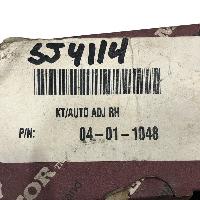 SJ4114
KT/AUTO ADJ RH
P/N: 04-01-1048